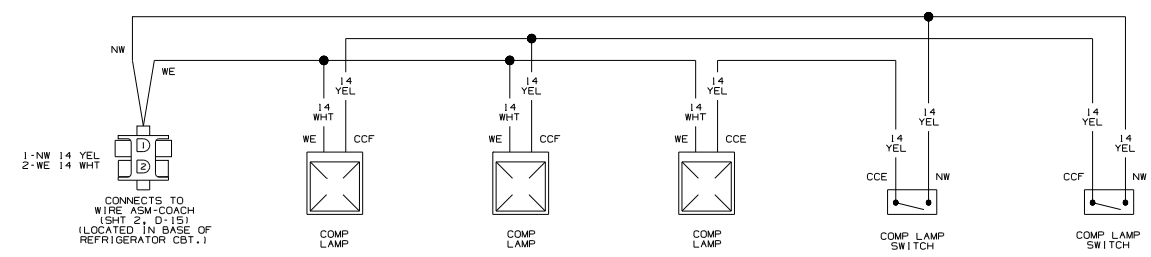 NW
WE
1-NW 14 YEL
2-WE 14 WHT
1
2
CONNECTS TO
WIRE ASM-COACH
(SHT 2, D-15)
(LOCATED IN BASE OF
REFRIGERATOR CBT.)
14
WHT
14
YEL
WE
CCF
COMP
LAMP
14
WHT
14
YEL
WE
CCF
COMP
LAMP
14
WHT
14
YEL
WE
CCE
COMP
LAMP
14
YEL
14
YEL
CCE
NW
COMP LAMP
SWITCH
14
YEL
14
YEL
CCF
NW
COMP LAMP
SWITCH